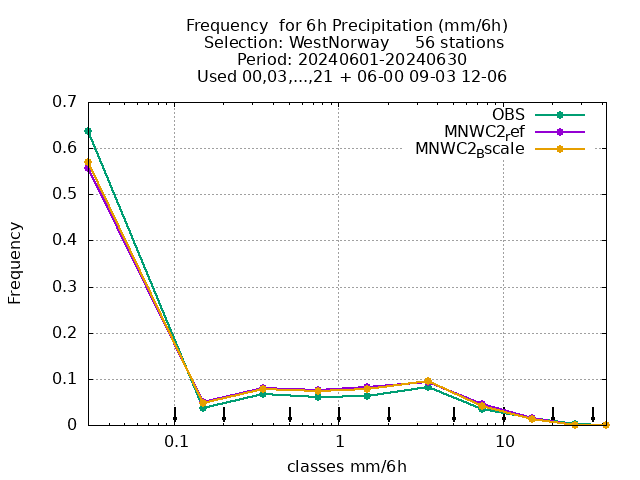 Frequency  for 6h Precipitation (mm/6h)
Selection: WestNorway     56 stations
Period: 20240601-20240630
Used 00,03,...,21 + 06-00 09-03 12-06
OBS
MNWC2ref
MNWC2Bscale
0.7
0.6
0.5
0.4
0.3
0.2
0.1
0
Frequency
0.1
1
10
classes mm/6h